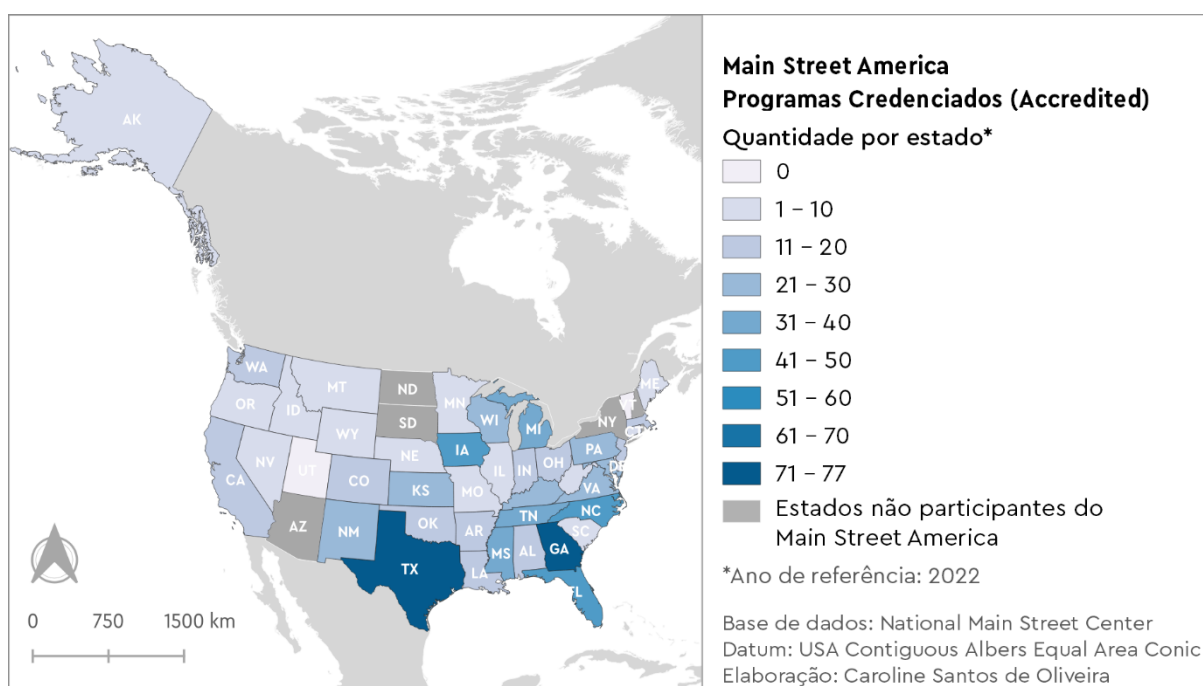 AK
WA
MT
ND
MN
ME
OR
ID
SD
WI
MI
VT
NY
WY
IA
NE
PA
CT
NV
UT
CO
IL
IN
OH
DE
CA
KS
MO
VA
AZ
NM
OK
AR
TN
NC
SC
TX
LA
MS
AL
GA
FL
0 750 1500 km
Main Street America
Programas Credenciados (Accredited)
Quantidade por estado*
0
1 – 10
11 – 20
21 – 30
31 – 40
41 – 50
51 – 60
61 – 70
71 – 77
Estados não participantes do
Main Street America
*Ano de referência: 2022
Base de dados: National Main Street Center
Datum: USA Contiguous Albers Equal Area Conic
Elaboração: Caroline Santos de Oliveira